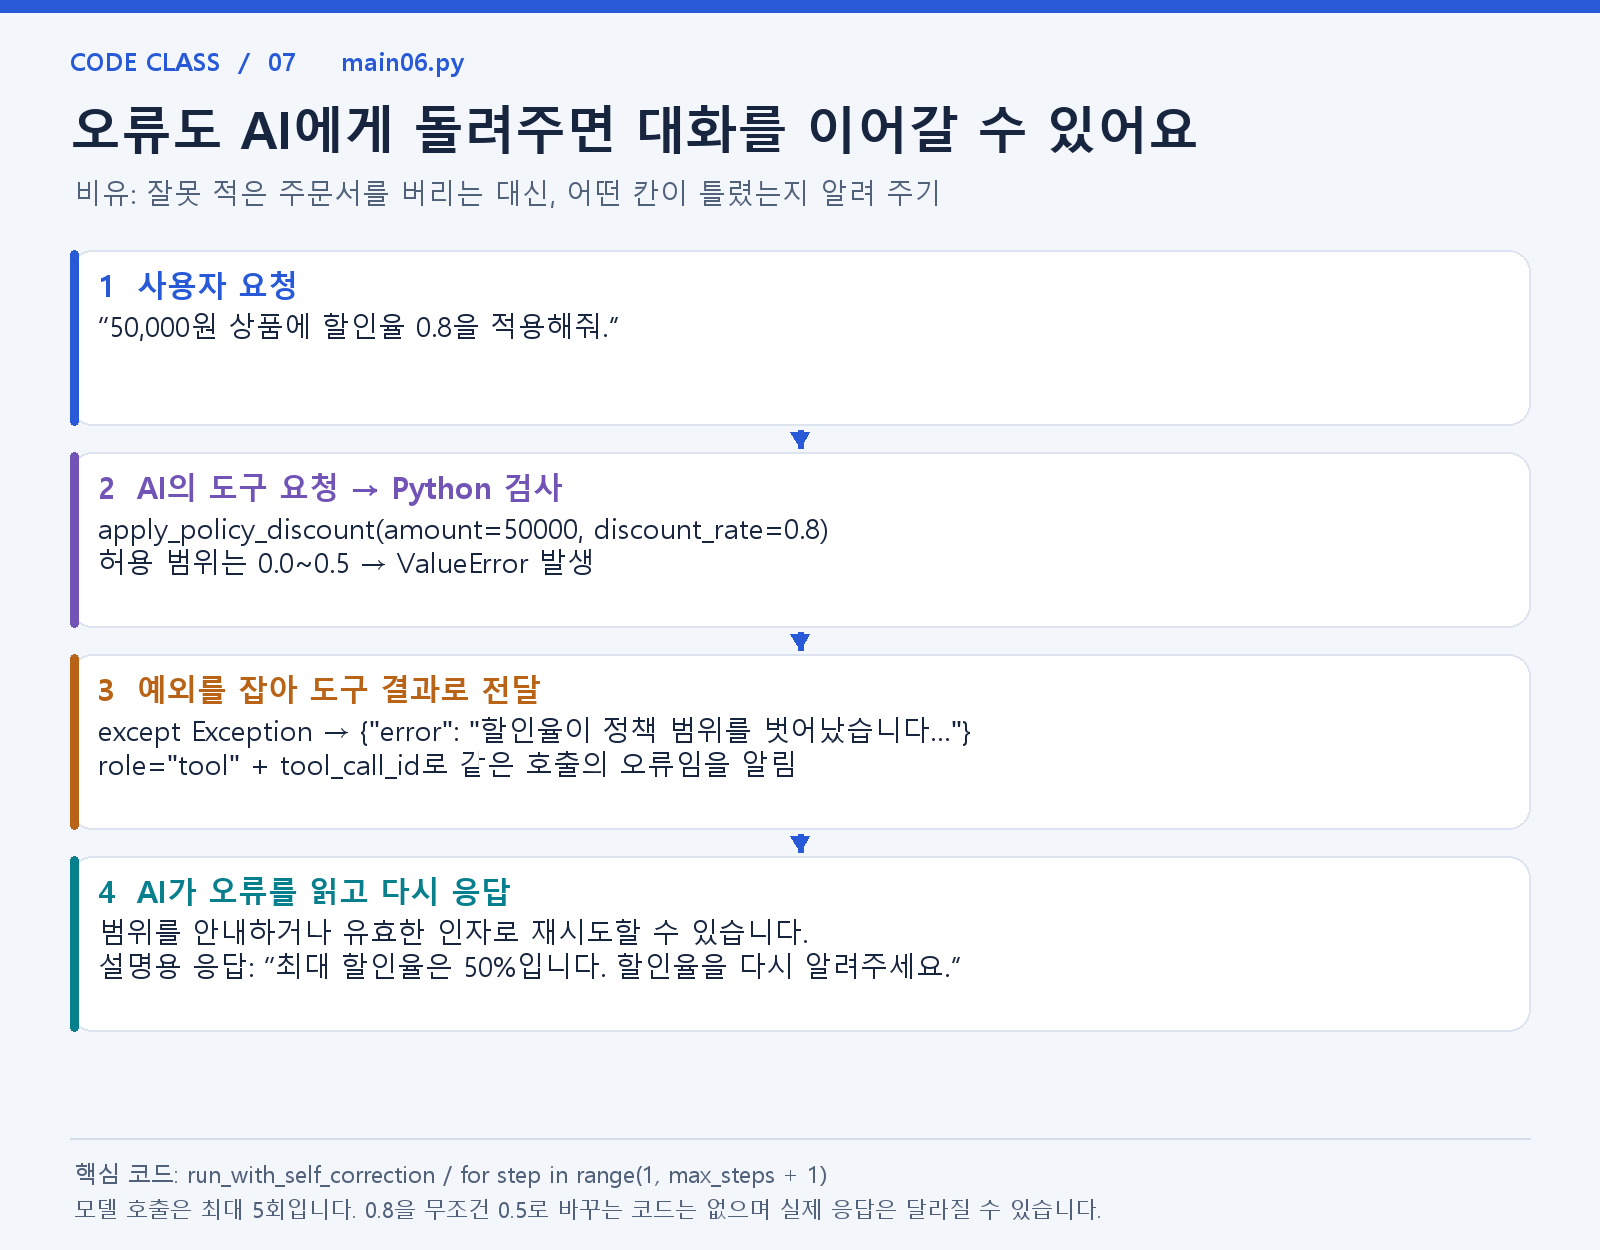 CODE CLASS / 07 main06.py
오류도 AI에게 돌려주면 대화를 이어갈 수 있어요
비유: 잘못 적은 주문서를 버리는 대신, 어떤 칸이 틀렸는지 알려 주기
1 사용자 요청
“50,000원 상품에 할인율 0.8을 적용해줘.”
2 AI의 도구 요청 → Python 검사
apply_policy_discount(amount=50000, discount_rate=0.8)
허용 범위는 0.0~0.5 → ValueError 발생
3 예외를 잡아 도구 결과로 전달
except Exception → {"error": "할인율이 정책 범위를 벗어났습니다…"}
role="tool" + tool_call_id로 같은 호출의 오류임을 알림
4 AI가 오류를 읽고 다시 응답
범위를 안내하거나 유효한 인자로 재시도할 수 있습니다.
설명용 응답: “최대 할인율은 50%입니다. 할인율을 다시 알려주세요.”
핵심 코드: run_with_self_correction / for step in range(1, max_steps + 1)
모델 호출은 최대 5회입니다. 0.8을 무조건 0.5로 바꾸는 코드는 없으며 실제 응답은 달라질 수 있습니다.